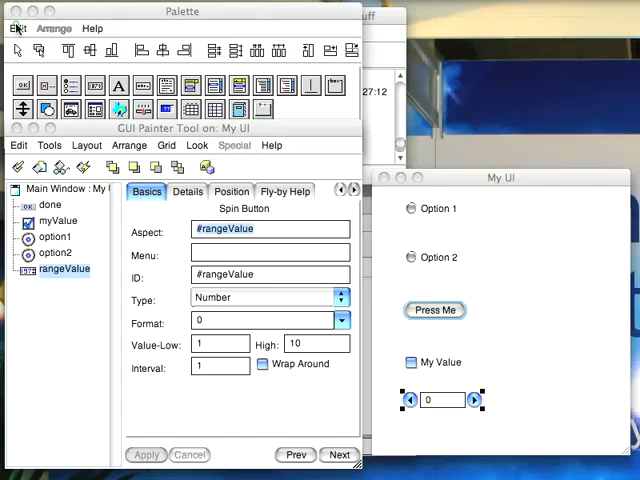 Palette
uff
Edit Arrange Help
OK
A
27:12
GUI Painter Tool on: My UI
Edit Tools Layout Arrange Grid Look Special Help
My UI
Main Window : My U
Basics Details Position Fly-by Help
OK done
Spin Button
myValue
Aspect: #rangeValue
option1
Menu:
option2
ID: #rangeValue
rangeValue
Type: Number
Format: 0
Value-Low: 1 High: 10
Interval: 1 Wrap Around
Apply Cancel Prev Next
Option 1
Option 2
Press Me
My Value
0